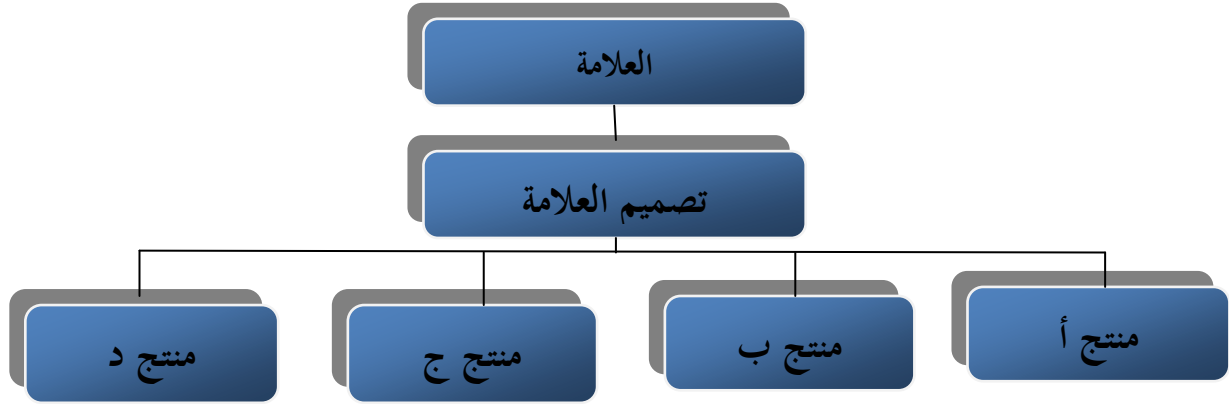 العلامة
تصميم العلامة
منتج أ
منتج ب
منتج ج
منتج د